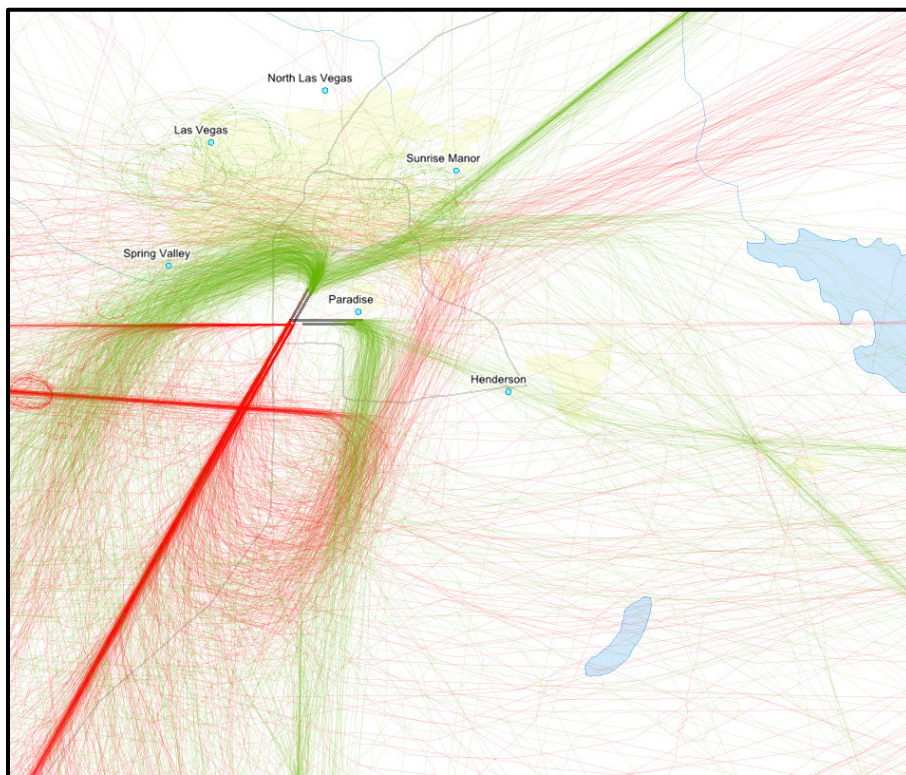 North Las Vegas
Las Vegas
Sunrise Manor
Spring Valley
Paradise
Henderson